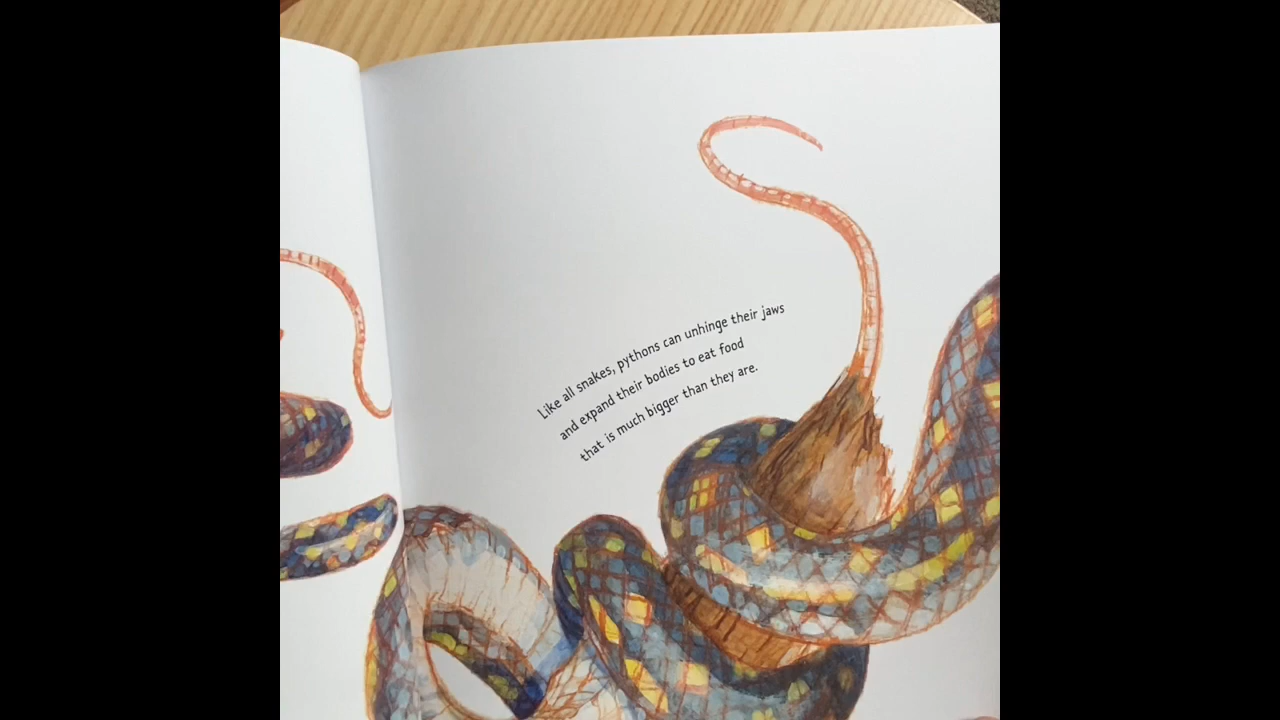 Like all snakes, pythons can unhinge their jaws
and expand their bodies to eat food
that is much bigger than they are.